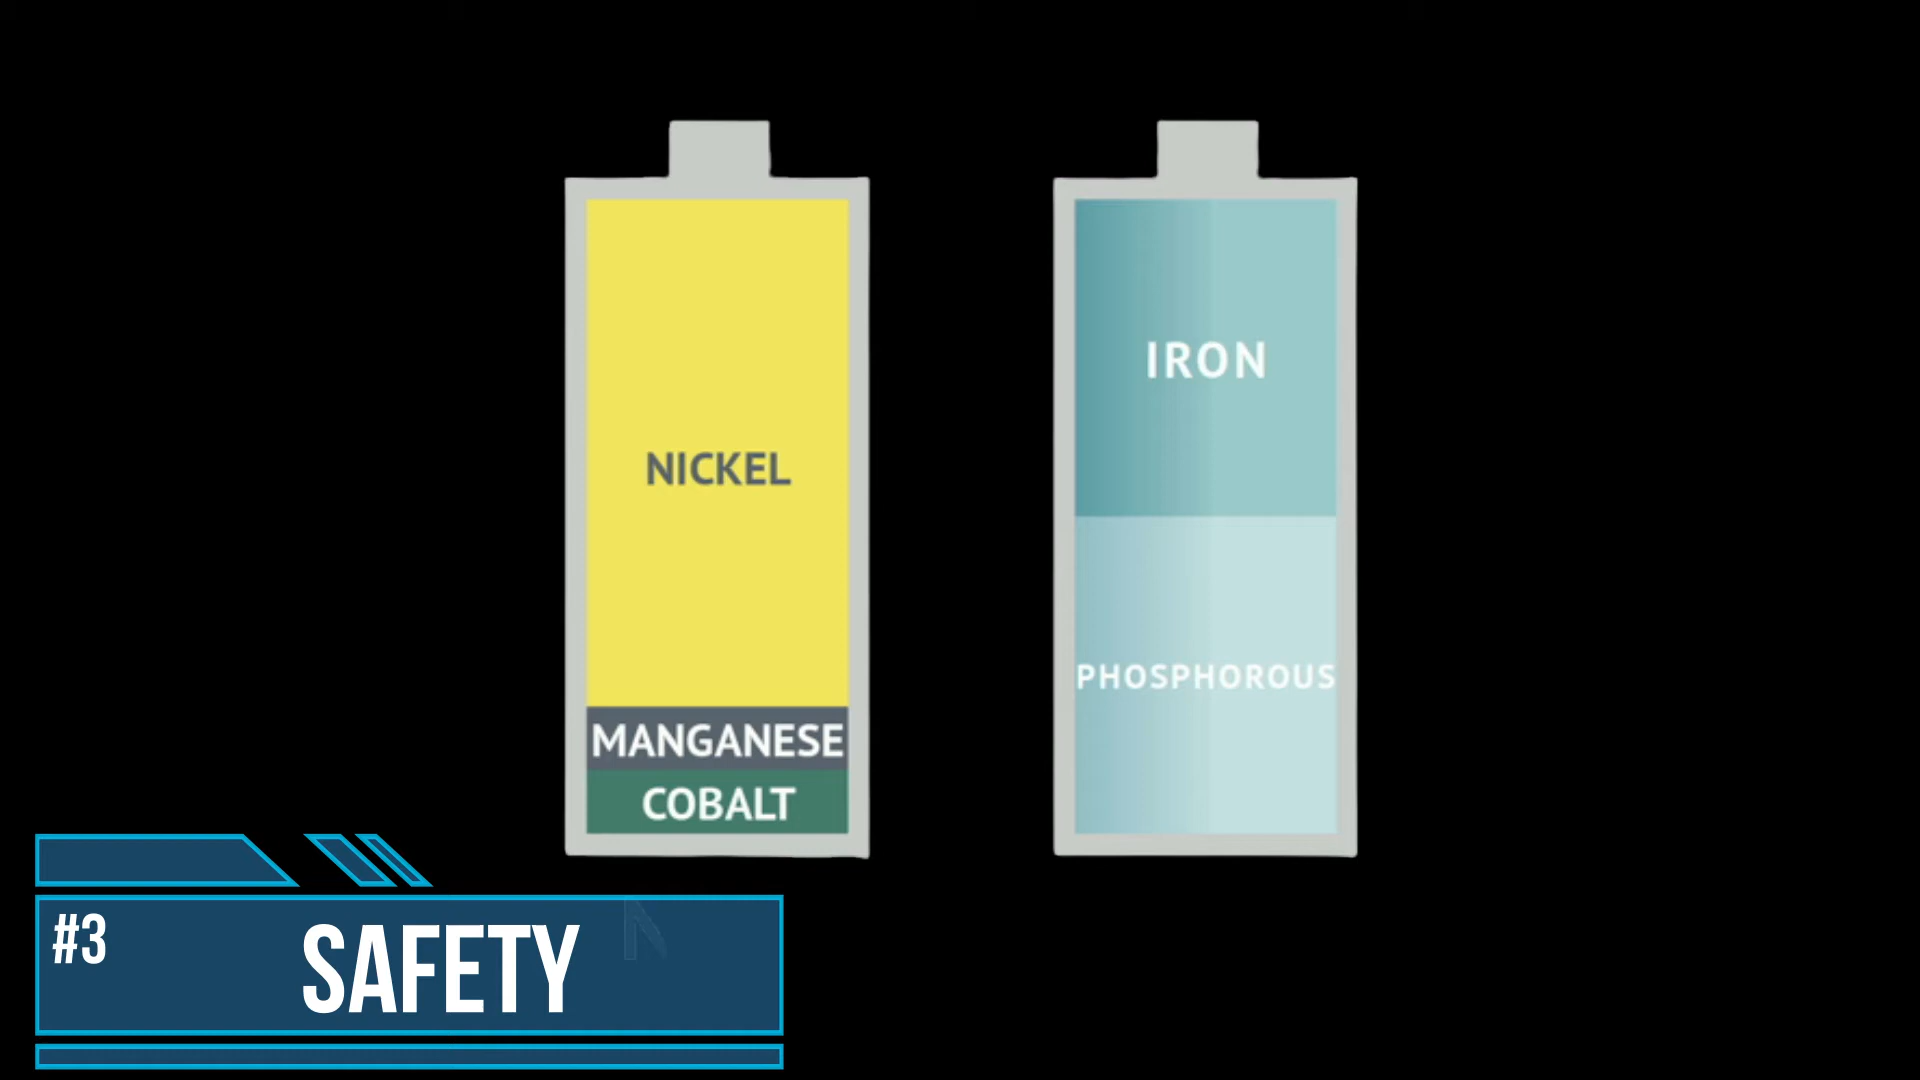 NICKEL
MANGANESE
COBALT
IRON
PHOSPHOROUS
#3
SAFETY